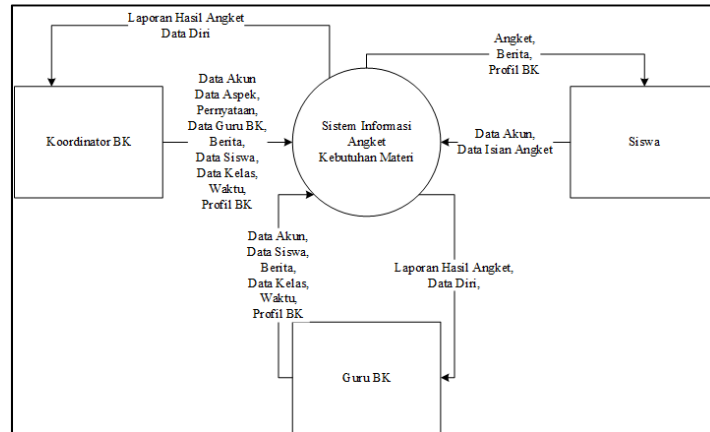 Laporan Hasil Angket
Data Diri
Angket,
Berita,
Profil BK
Koordinator BK
Data Akun
Data Aspek,
Pernyataan,
Data Guru BK,
Berita,
Data Siswa,
Data Kelas,
Waktu,
Profil BK
Sistem Informasi
Angket
Kebutuhan Materi
Data Akun,
Data Isian Angket
Siswa
Data Akun,
Data Siswa,
Berita,
Data Kelas,
Waktu,
Profil BK
Laporan Hasil Angket,
Data Diri,
Guru BK